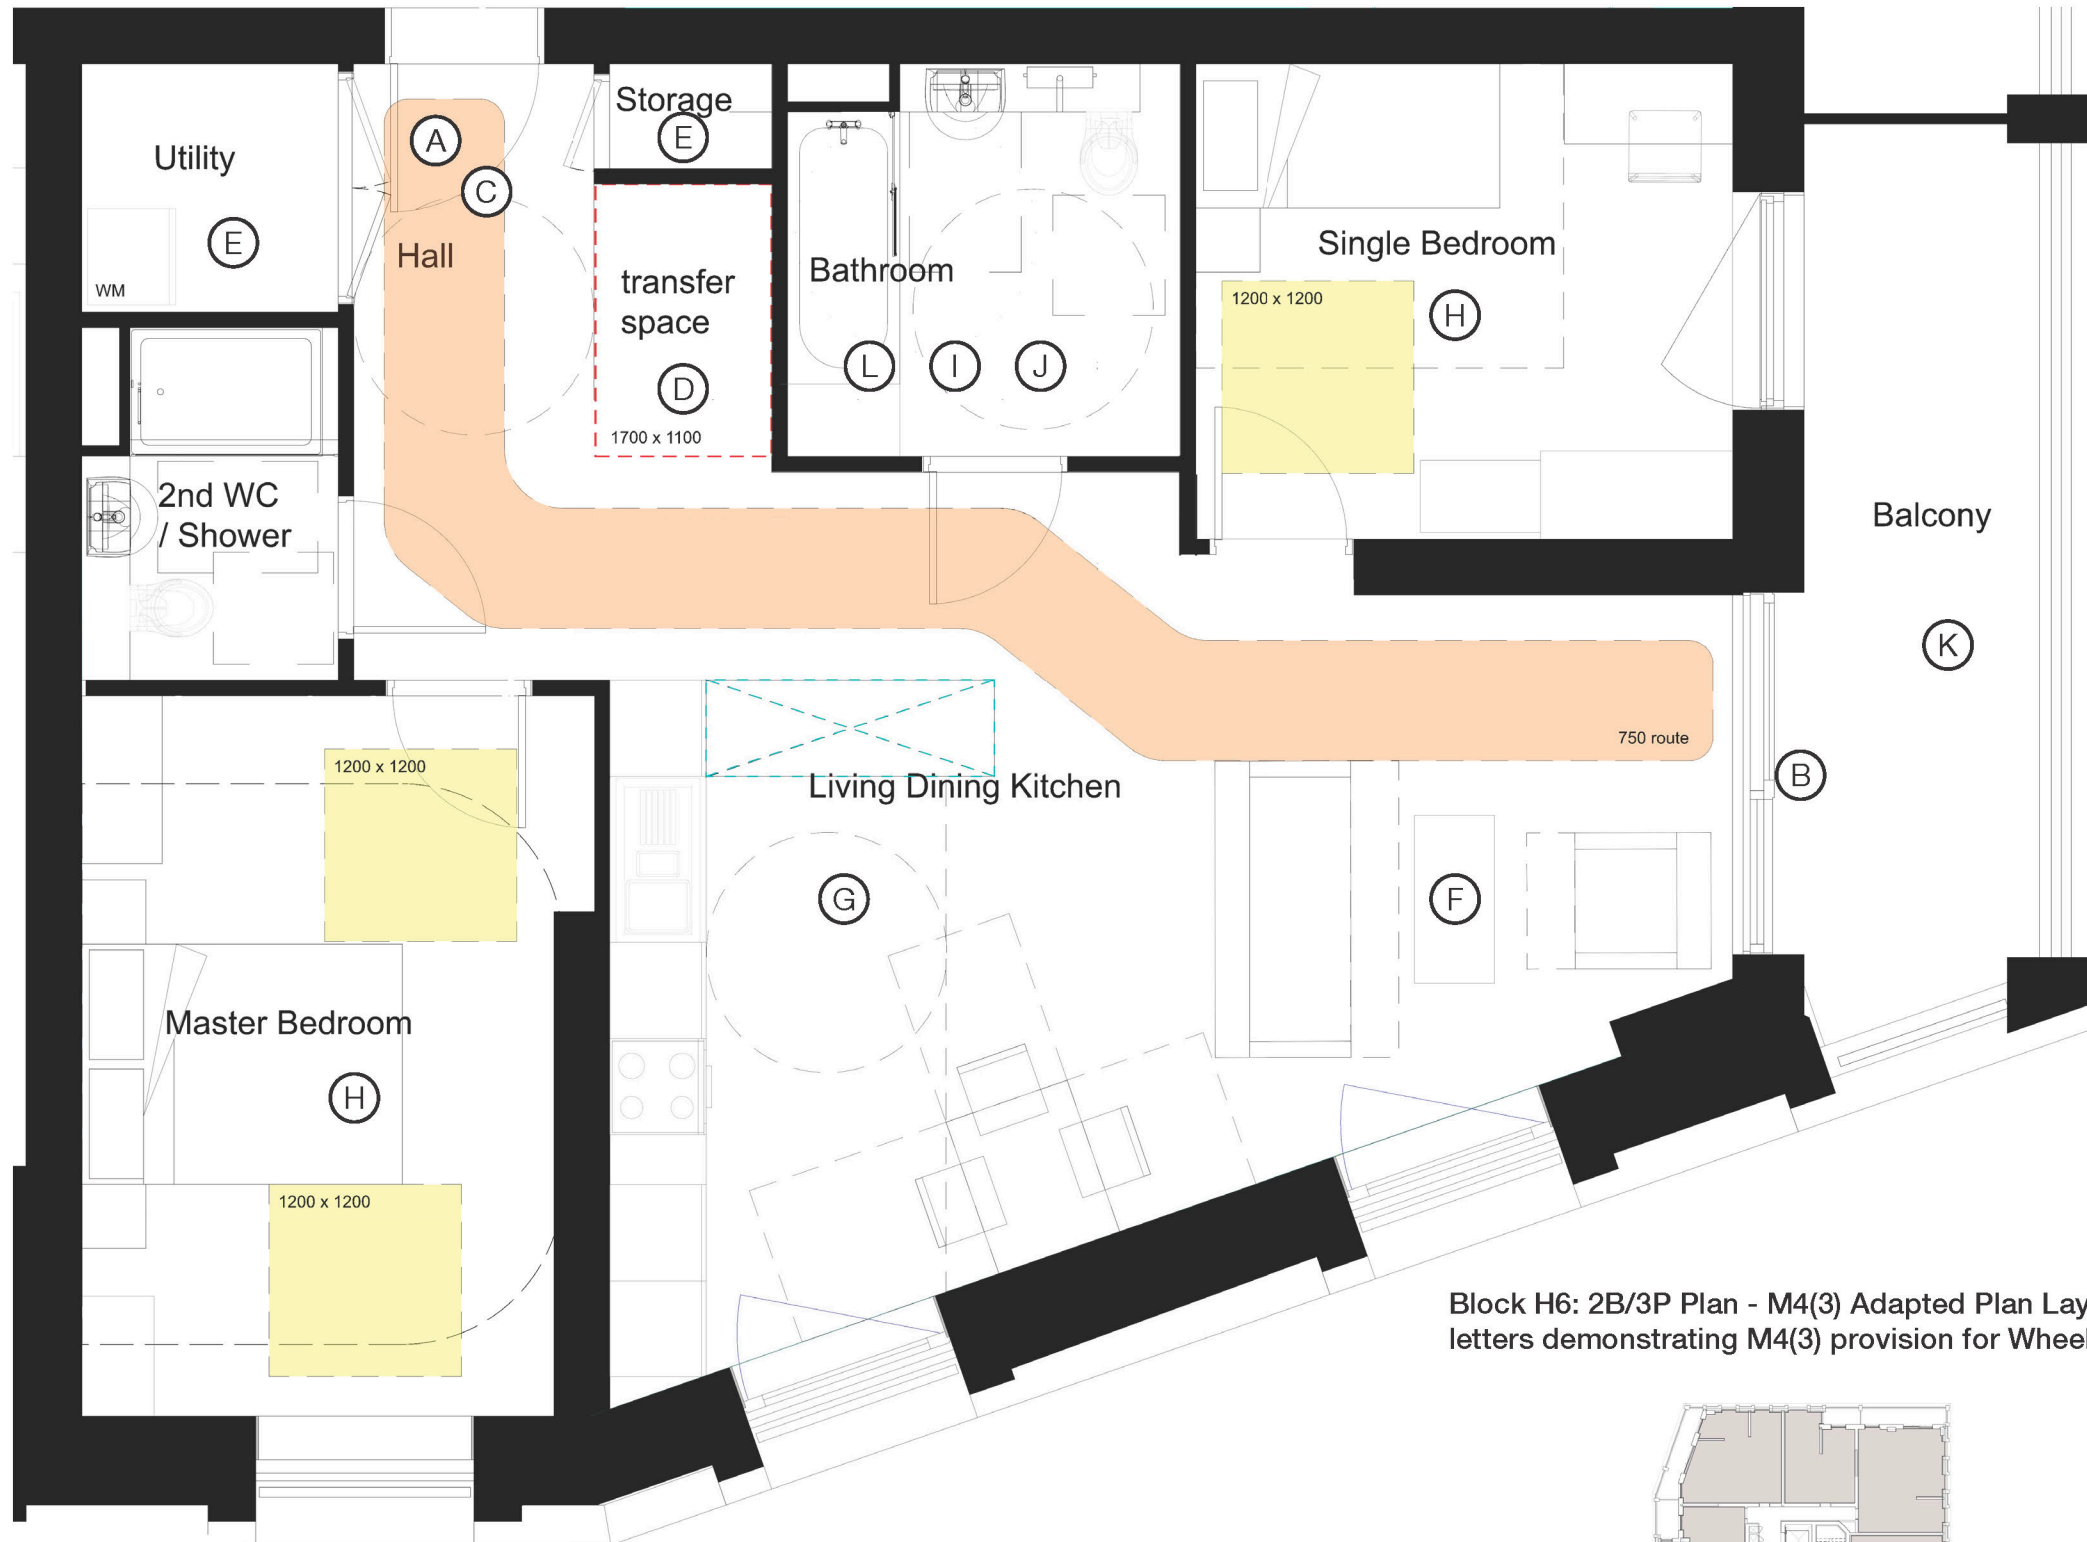 Storage
A
E
Utility
C
E
Hall
Single Bedroom
Bathroom
transfer
space
WM
1200 x 1200
H
L
I
J
D
1700 x 1100
2nd WC
/ Shower
Balcony
K
750 route
1200 x 1200
B
Living Dining Kitchen
G
F
Master Bedroom
H
1200 x 1200
Block H6: 2B/3P Plan - M4(3) Adapted Plan Lay
letters demonstrating M4(3) provision for Whee